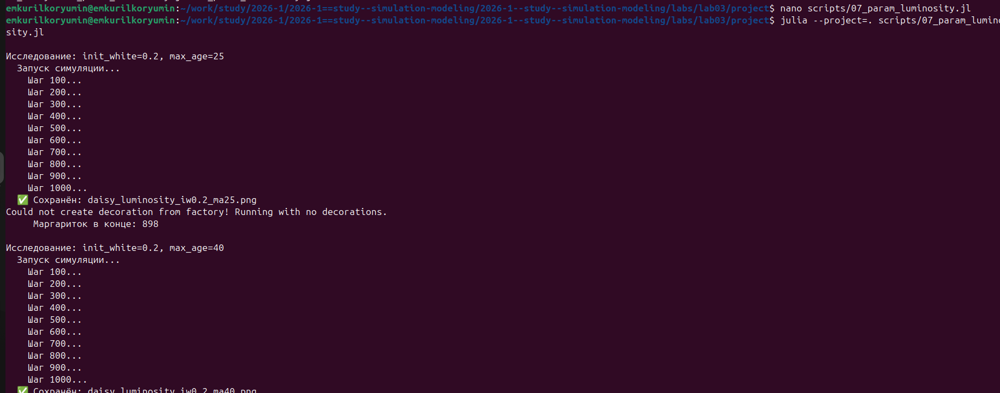 emkurilkoryumin@emkurilkoryumin:~/work/study/2026-1/2026-1==study--simulation-modeling/2026-1--study--simulation-modeling/labs/lab03/project$ nano scripts/07_param_luminosity.jl
emkurilkoryumin@emkurilkoryumin:~/work/study/2026-1/2026-1==study--simulation-modeling/2026-1--study--simulation-modeling/labs/lab03/project$ julia --project=. scripts/07_param_lumino
sity.jl
Исследование: init_white=0.2, max_age=25
Запуск симуляции...
Шаг 100...
Шаг 200...
Шаг 300...
Шаг 400...
Шаг 500...
Шаг 600...
Шаг 700...
Шаг 800...
Шаг 900...
Шаг 1000...
✅ Сохранён: daisy_luminosity_iw0.2_ma25.png
Could not create decoration from factory! Running with no decorations.
Маргариток в конце: 898
Исследование: init_white=0.2, max_age=40
Запуск симуляции...
Шаг 100...
Шаг 200...
Шаг 300...
Шаг 400...
Шаг 500...
Шаг 600...
Шаг 700...
Шаг 800...
Шаг 900...
Шаг 1000...
✅ Сохранён: daisy_luminosity_iw0.2_ma40.png